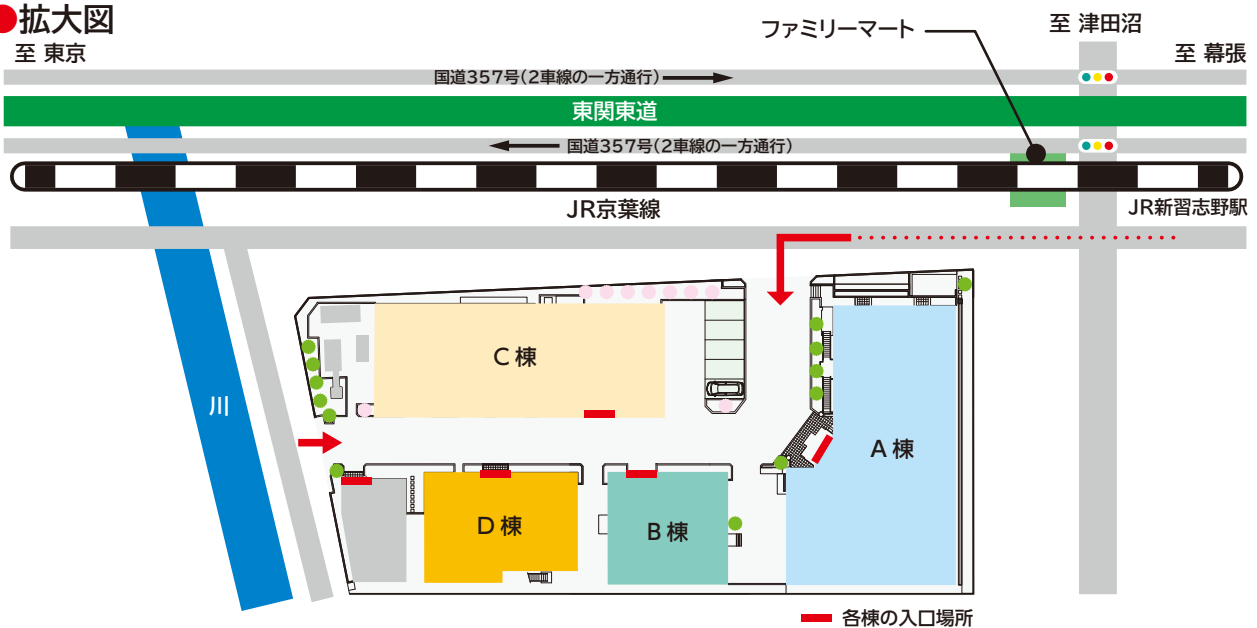 ●拡大図
至 東京
ファミリーマート
至 津田沼
至 幕張
国道357号(2車線の一方通行)
東関東道
国道357号(2車線の一方通行)
JR京葉線
JR新習志野駅
C棟
川
A棟
D棟
B棟
各棟の入口場所